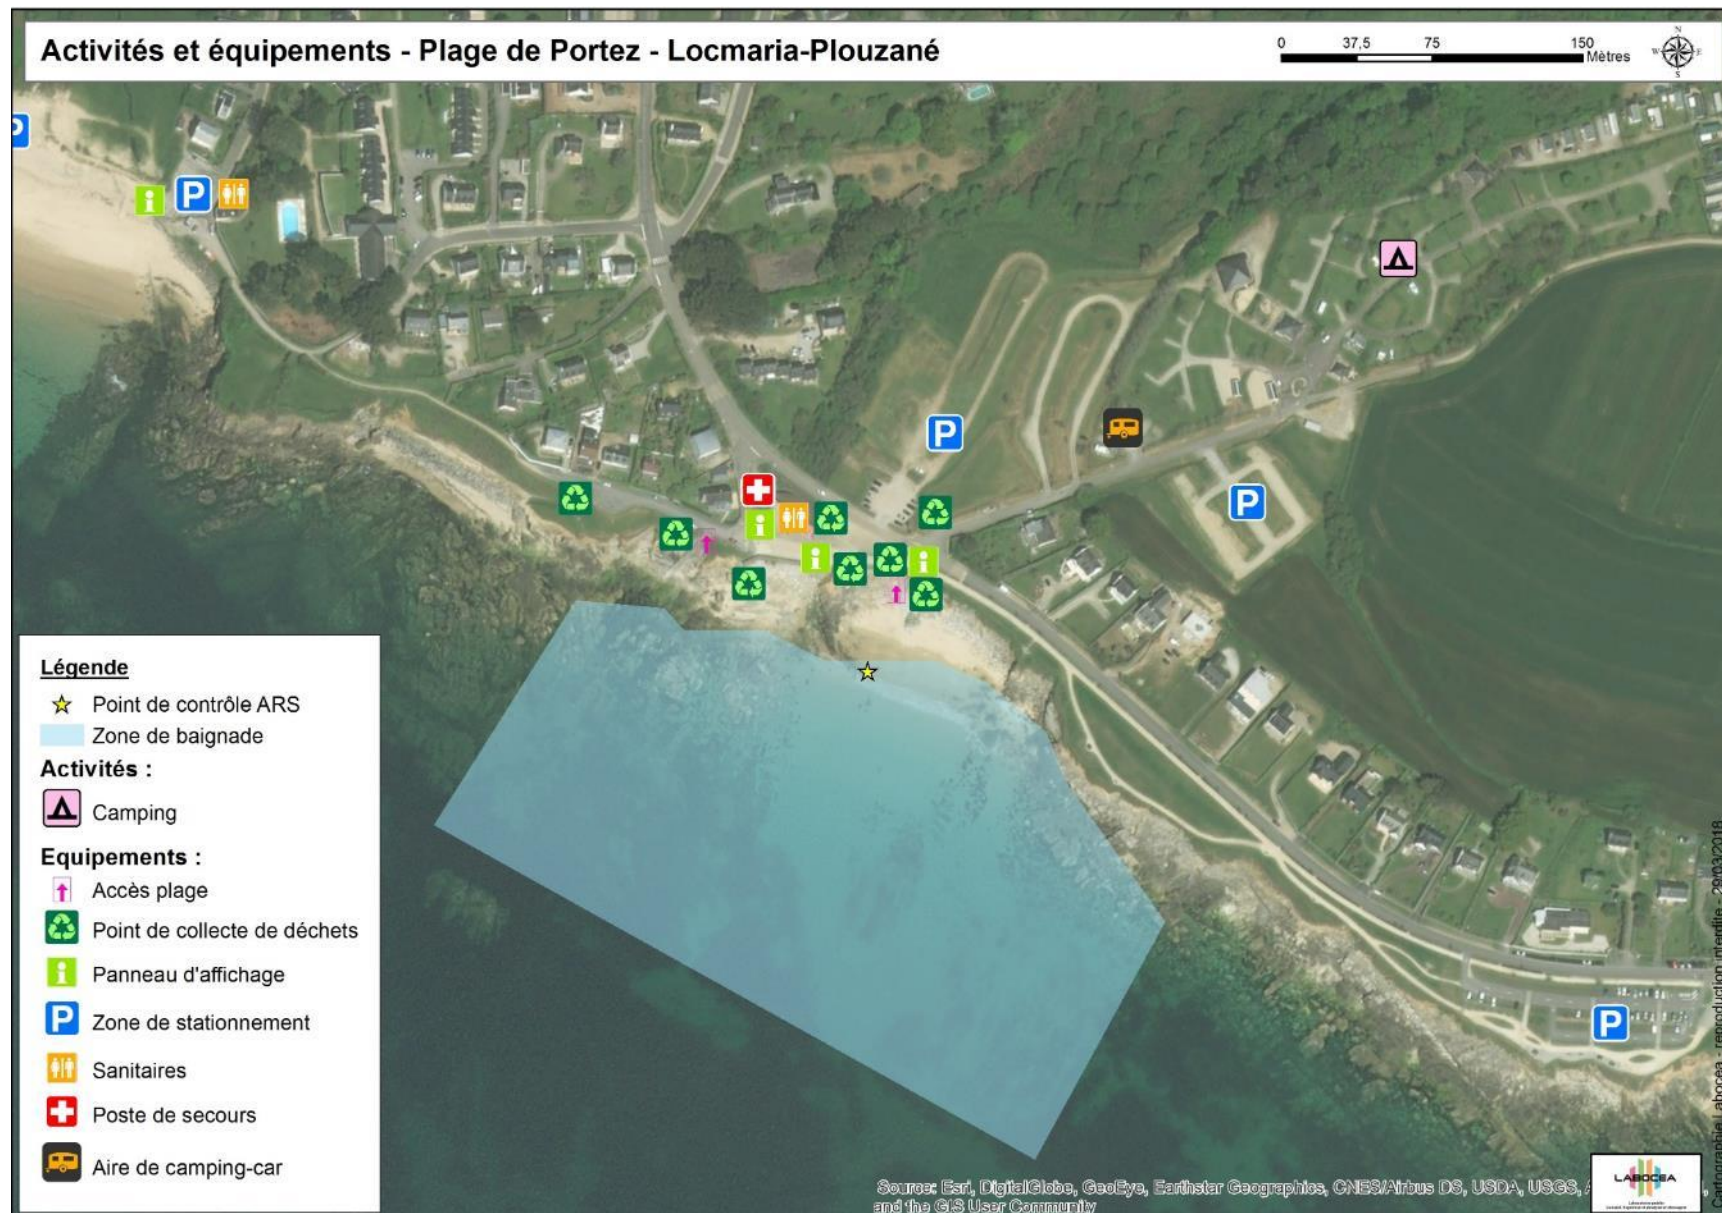 Activités et équipements - Plage de Portez - Locmaria-Plouzané
0 37,5 75 150
Mètres
N
W E
S
P
P
P
P
P
Légende
Point de contrôle ARS
Zone de baignade
Activités :
Camping
Equipements :
Accès plage
Point de collecte de déchets
Panneau d'affichage
P Zone de stationnement
Sanitaires
Poste de secours
Aire de camping-car
Source: Esri, DigitalGlobe, GeoEye, Earthstar Geographics, CNES/Airbus DS, USDA, USGS,
and the GIS User Community
LABOCEA
Cartographie Labocea - reproduction interdite - 29/03/2018